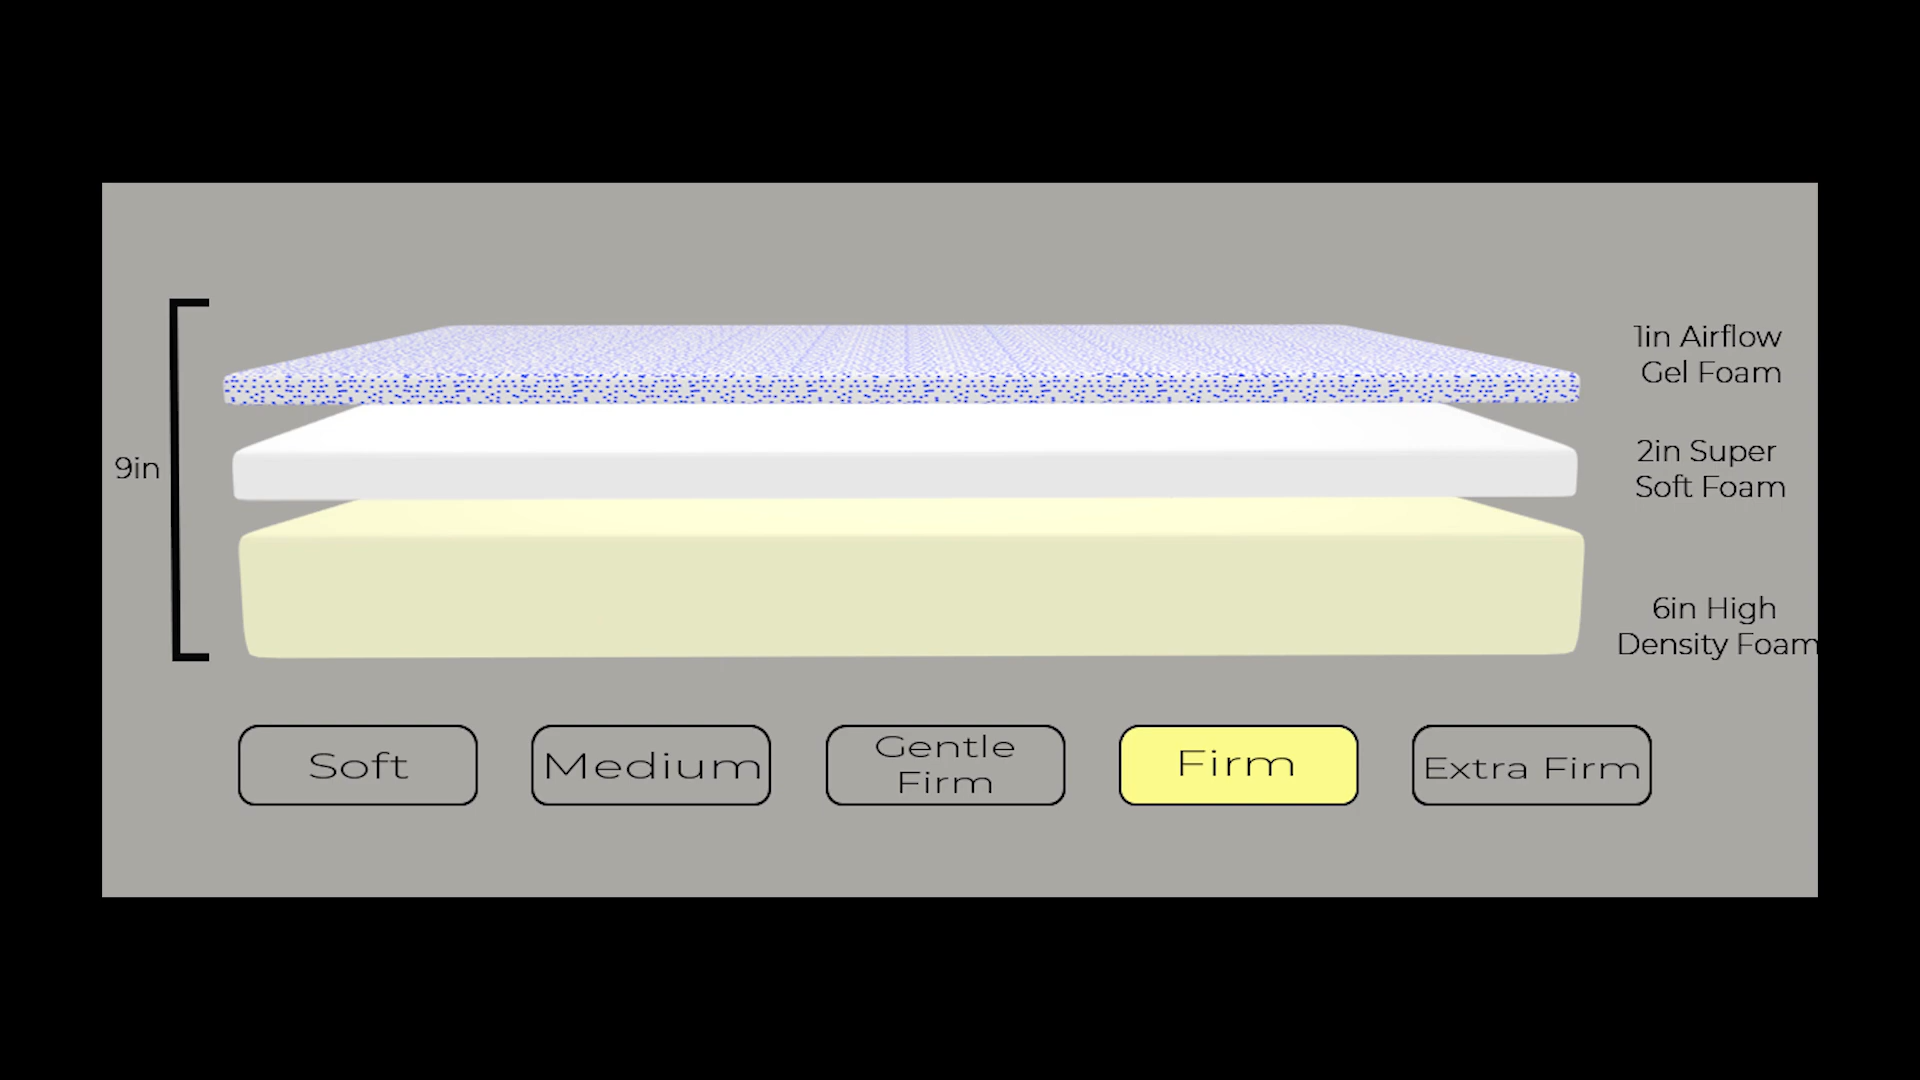 1in Airflow
Gel Foam
9in
2in Super
Soft Foam
6in High
Density Foam
Soft
Medium
Gentle
Firm
Firm
Extra Firm